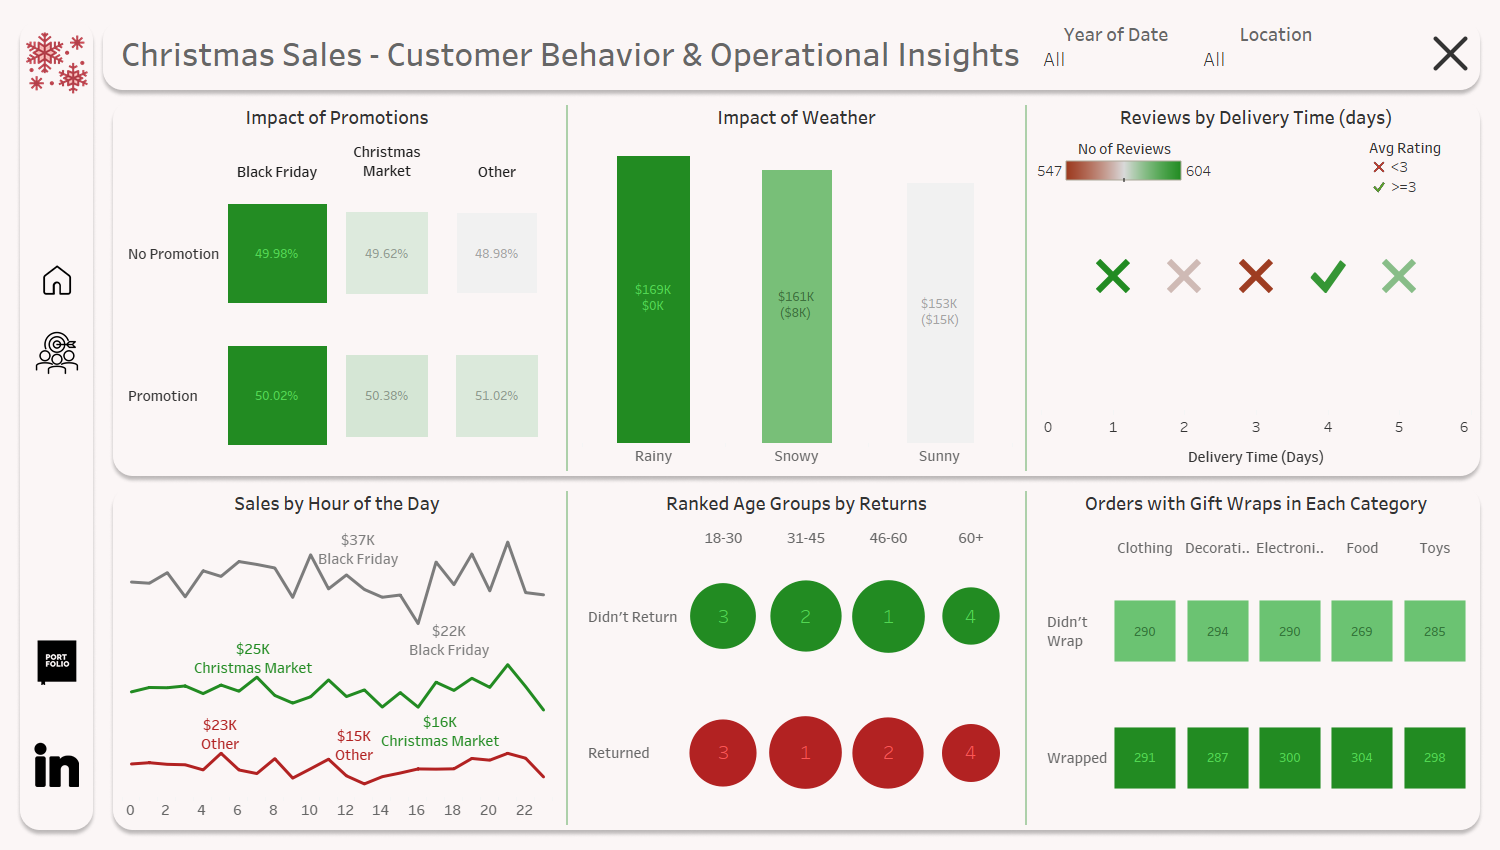 Christmas Sales - Customer Behavior & Operational Insights
Year of Date
All
Location
All
Impact of Promotions
Black Friday
Christmas
Market
Other
No Promotion
49.98%
49.62%
48.98%
Promotion
50.02%
50.38%
51.02%
Impact of Weather
$169K
$0K
$161K
($8K)
$153K
($15K)
Rainy
Snowy
Sunny
Reviews by Delivery Time (days)
No of Reviews
547
604
Avg Rating
<3
>=3
0 1 2 3 4 5 6
Delivery Time (Days)
Sales by Hour of the Day
$37K
Black Friday
$22K
Black Friday
$25K
Christmas Market
$16K
Christmas Market
$23K
Other
$15K
Other
0 2 4 6 8 10 12 14 16 18 20 22
Ranked Age Groups by Returns
18-30 31-45 46-60 60+
Didn't Return
3 2 1 4
Returned
3 1 2 4
Orders with Gift Wraps in Each Category
Clothing Decorati.. Electroni.. Food Toys
Didn't
Wrap
290 294 290 269 285
Wrapped
291 287 300 304 298
PORT
FOLIO
in